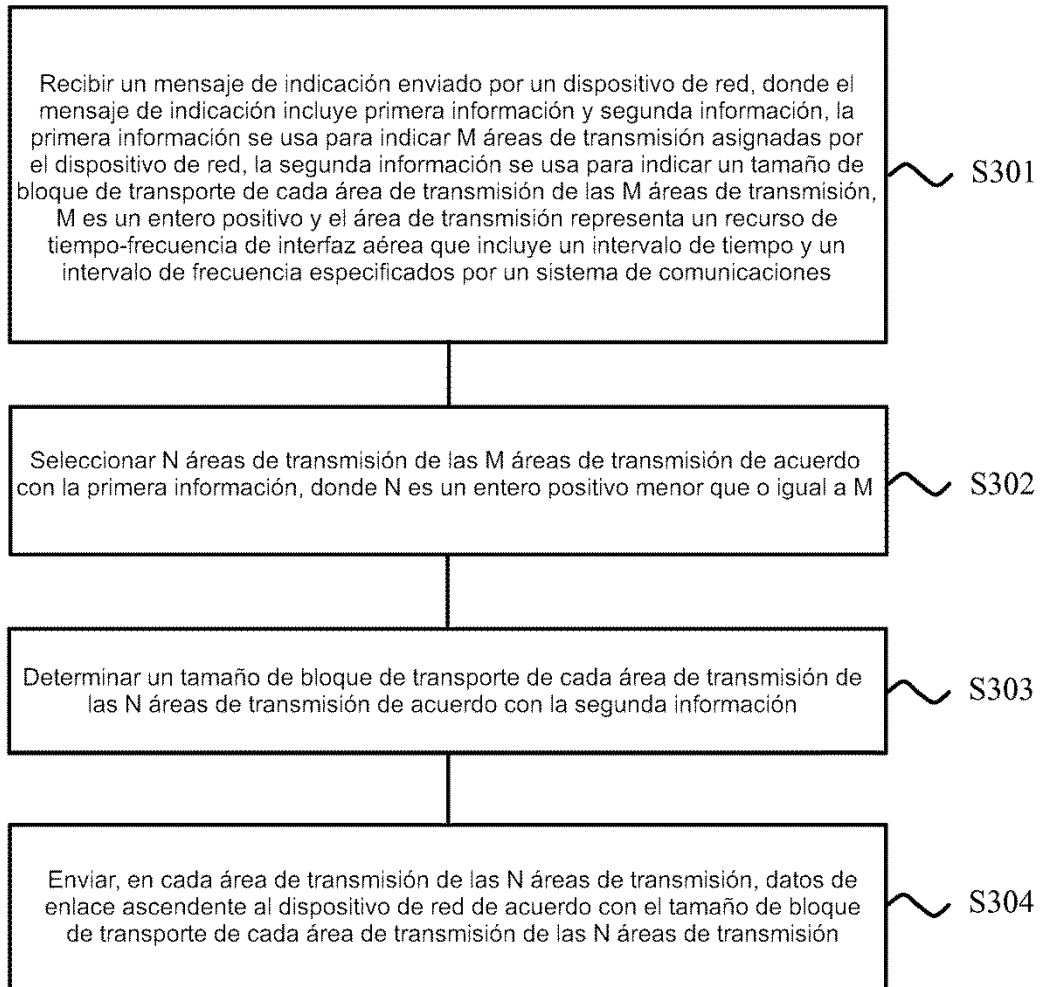 Recibir un mensaje de indicación enviado por un dispositivo de red, donde el
mensaje de indicación incluye primera información y segunda información, la
primera información se usa para indicar M áreas de transmisión asignadas por
el dispositivo de red, la segunda información se usa para indicar un tamaño de
bloque de transporte de cada área de transmisión de las M áreas de transmisión,
M es un entero positivo y el área de transmisión representa un recurso de
tiempo-frecuencia de interfaz aérea que incluye un intervalo de tiempo y un
intervalo de frecuencia especificados por un sistema de comunicaciones
S301
Seleccionar N áreas de transmisión de las M áreas de transmisión de acuerdo
con la primera información, donde N es un entero positivo menor que o igual a M
S302
Determinar un tamaño de bloque de transporte de cada área de transmisión de
las N áreas de transmisión de acuerdo con la segunda información
S303
Enviar, en cada área de transmisión de las N áreas de transmisión, datos de
enlace ascendente al dispositivo de red de acuerdo con el tamaño de bloque
de transporte de cada área de transmisión de las N áreas de transmisión
S304